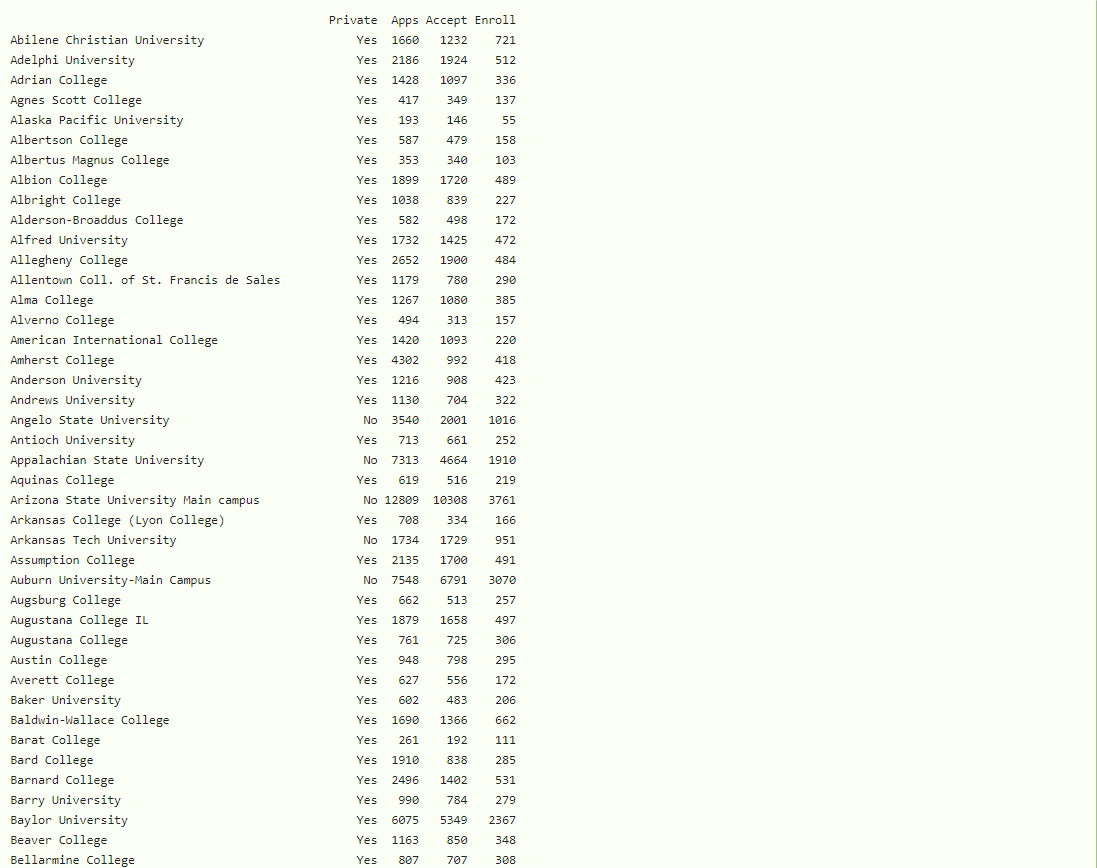 Private Apps Accept Enroll
Abilene Christian University Yes 1660 1232 721
Adelphi University Yes 2186 1924 512
Adrian College Yes 1428 1097 336
Agnes Scott College Yes 417 349 137
Alaska Pacific University Yes 193 146 55
Albertson College Yes 587 479 158
Albertus Magnus College Yes 353 340 103
Albion College Yes 1899 1720 489
Albright College Yes 1038 839 227
Alderson-Broaddus College Yes 582 498 172
Alfred University Yes 1732 1425 472
Allegheny College Yes 2652 1900 484
Allentown Coll. of St. Francis de Sales Yes 1179 780 290
Alma College Yes 1267 1080 385
Alverno College Yes 494 313 157
American International College Yes 1420 1093 220
Amherst College Yes 4302 992 418
Anderson University Yes 1216 908 423
Andrews University Yes 1130 704 322
Angelo State University No 3540 2001 1016
Antioch University Yes 713 661 252
Appalachian State University No 7313 4664 1910
Aquinas College Yes 619 516 219
Arizona State University Main campus No 12809 10308 3761
Arkansas College (Lyon College) Yes 708 334 166
Arkansas Tech University No 1734 1729 951
Assumption College Yes 2135 1700 491
Auburn University-Main Campus No 7548 6791 3070
Augsburg College Yes 662 513 257
Augustana College IL Yes 1879 1658 497
Augustana College Yes 761 725 306
Austin College Yes 948 798 295
Averett College Yes 627 556 172
Baker University Yes 602 483 206
Baldwin-Wallace College Yes 1690 1366 662
Barat College Yes 261 192 111
Bard College Yes 1910 838 285
Barnard College Yes 2496 1402 531
Barry University Yes 990 784 279
Baylor University Yes 6075 5349 2367
Beaver College Yes 1163 850 348
Bellarmine College Yes 807 707 308